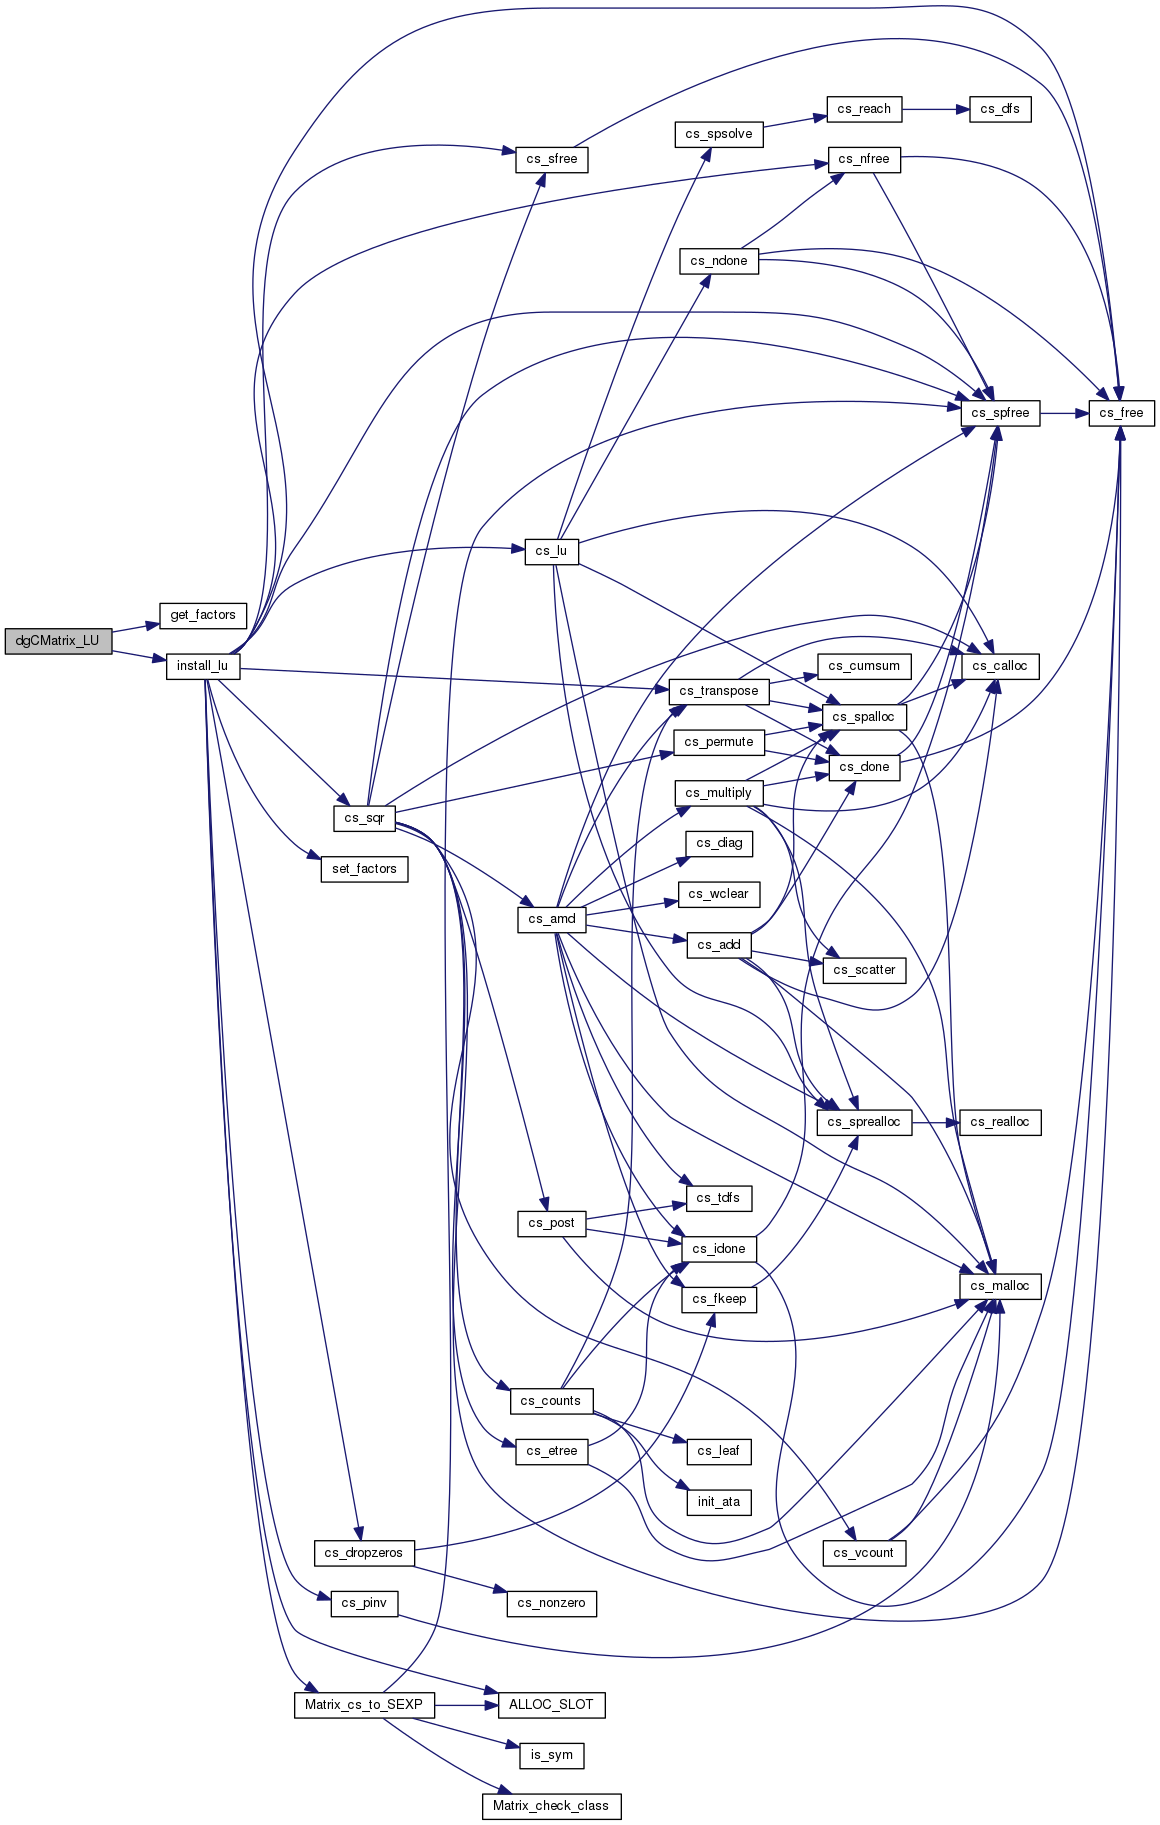 cs_reach
cs_dfs
cs_spsolve
cs_sfree
cs_nfree
cs_ndone
cs_spfree
cs_free
cs_lu
get_factors
dgCMatrix_LU
install_lu
cs_cumsum
cs_calloc
cs_transpose
cs_spalloc
cs_permute
cs_done
cs_multiply
cs_sqr
cs_diag
set_factors
cs_wclear
cs_amd
cs_add
cs_scatter
cs_sprealloc
cs_realloc
cs_tdfs
cs_post
cs_idone
cs_malloc
cs_fkeep
cs_counts
cs_etree
cs_leaf
init_ata
cs_dropzeros
cs_vcount
cs_pinv
cs_nonzero
Matrix_cs_to_SEXP
ALLOC_SLOT
is_sym
Matrix_check_class